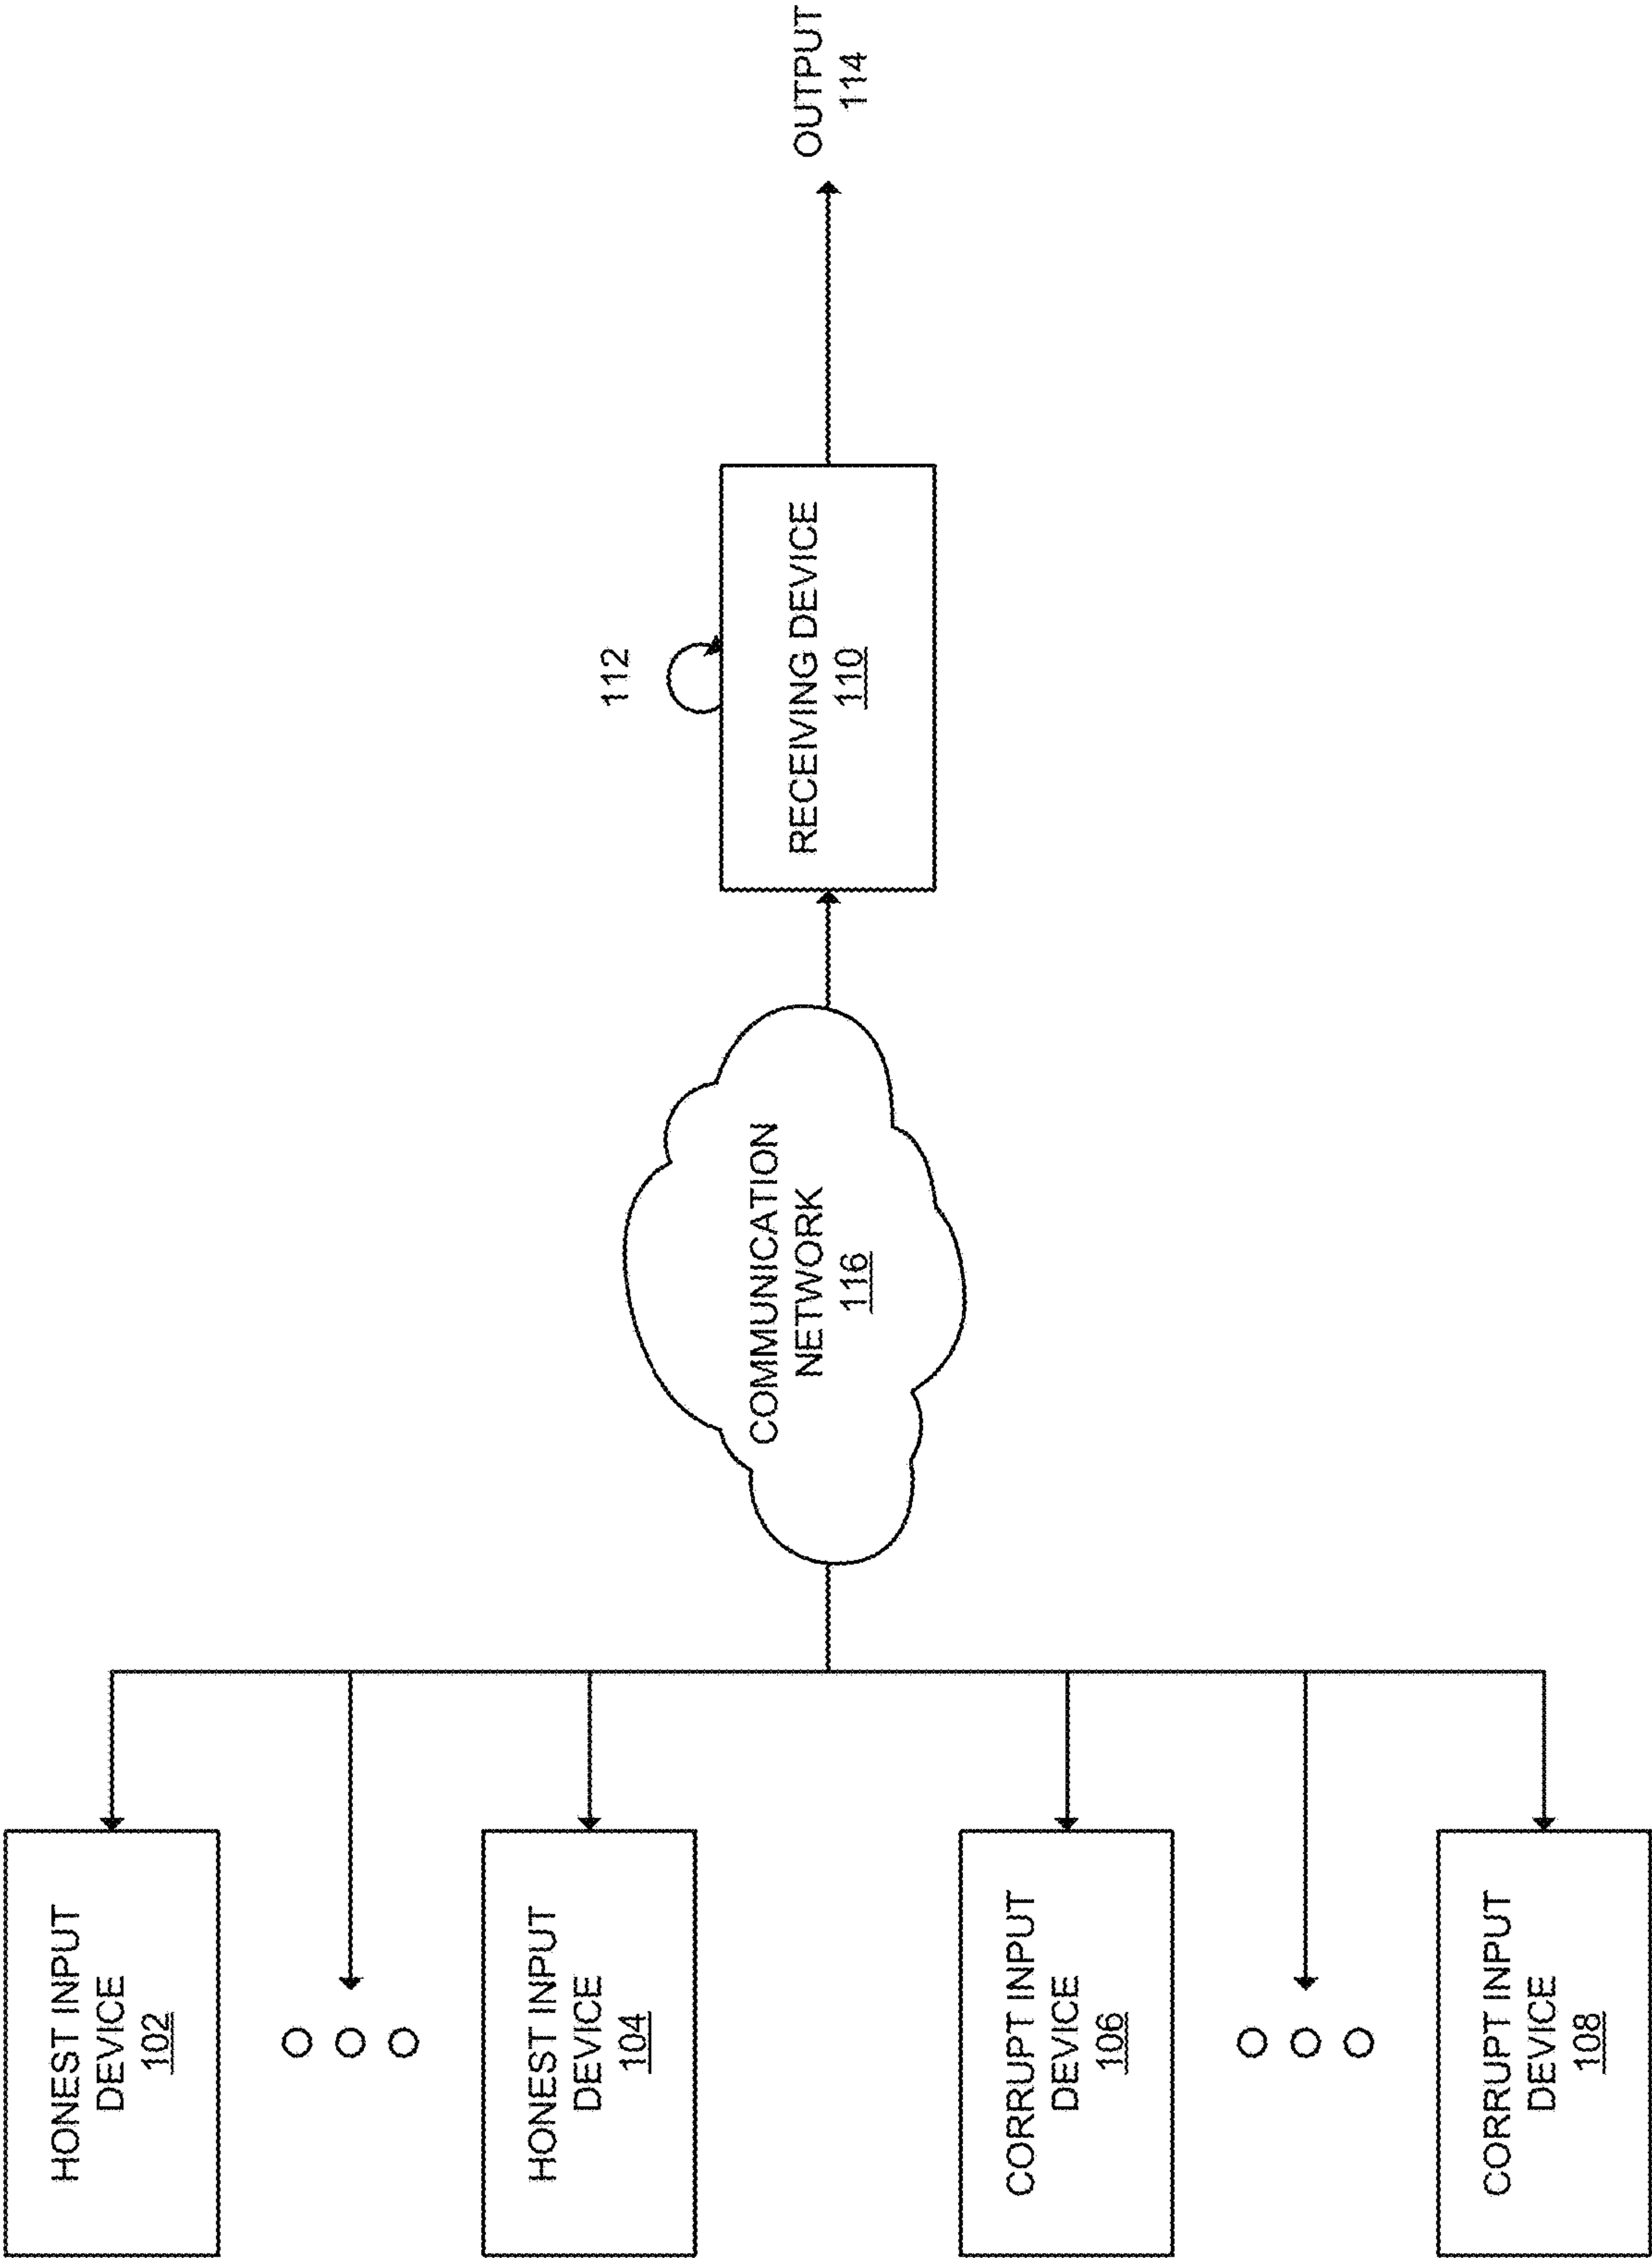 HONEST INPUT
DEVICE
102
HONEST INPUT
DEVICE
104
CORRUPT INPUT
DEVICE
106
CORRUPT INPUT
DEVICE
108
COMMUNICATION
NETWORK
116
112
RECEIVING DEVICE
110
OUTPUT
114